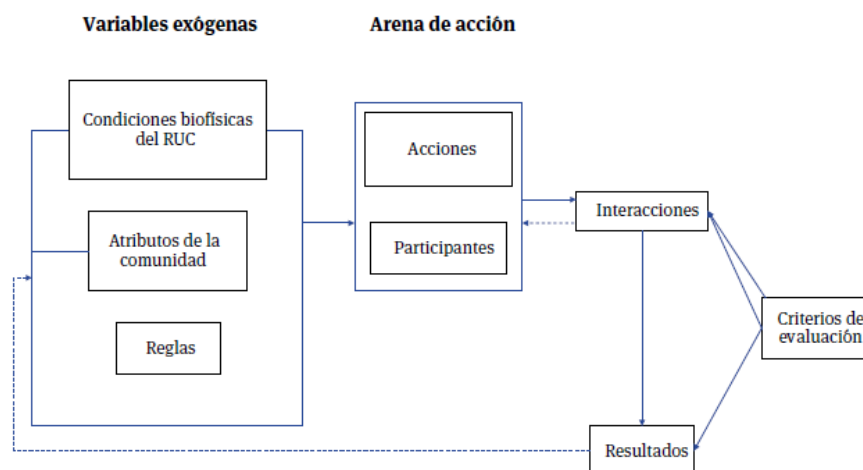 Variables exógenas
Arena de acción
Condiciones biofísicas
del RUC
Acciones
Atributos de la
comunidad
Participantes
Interacciones
Reglas
Criterios de
evaluación
Resultados